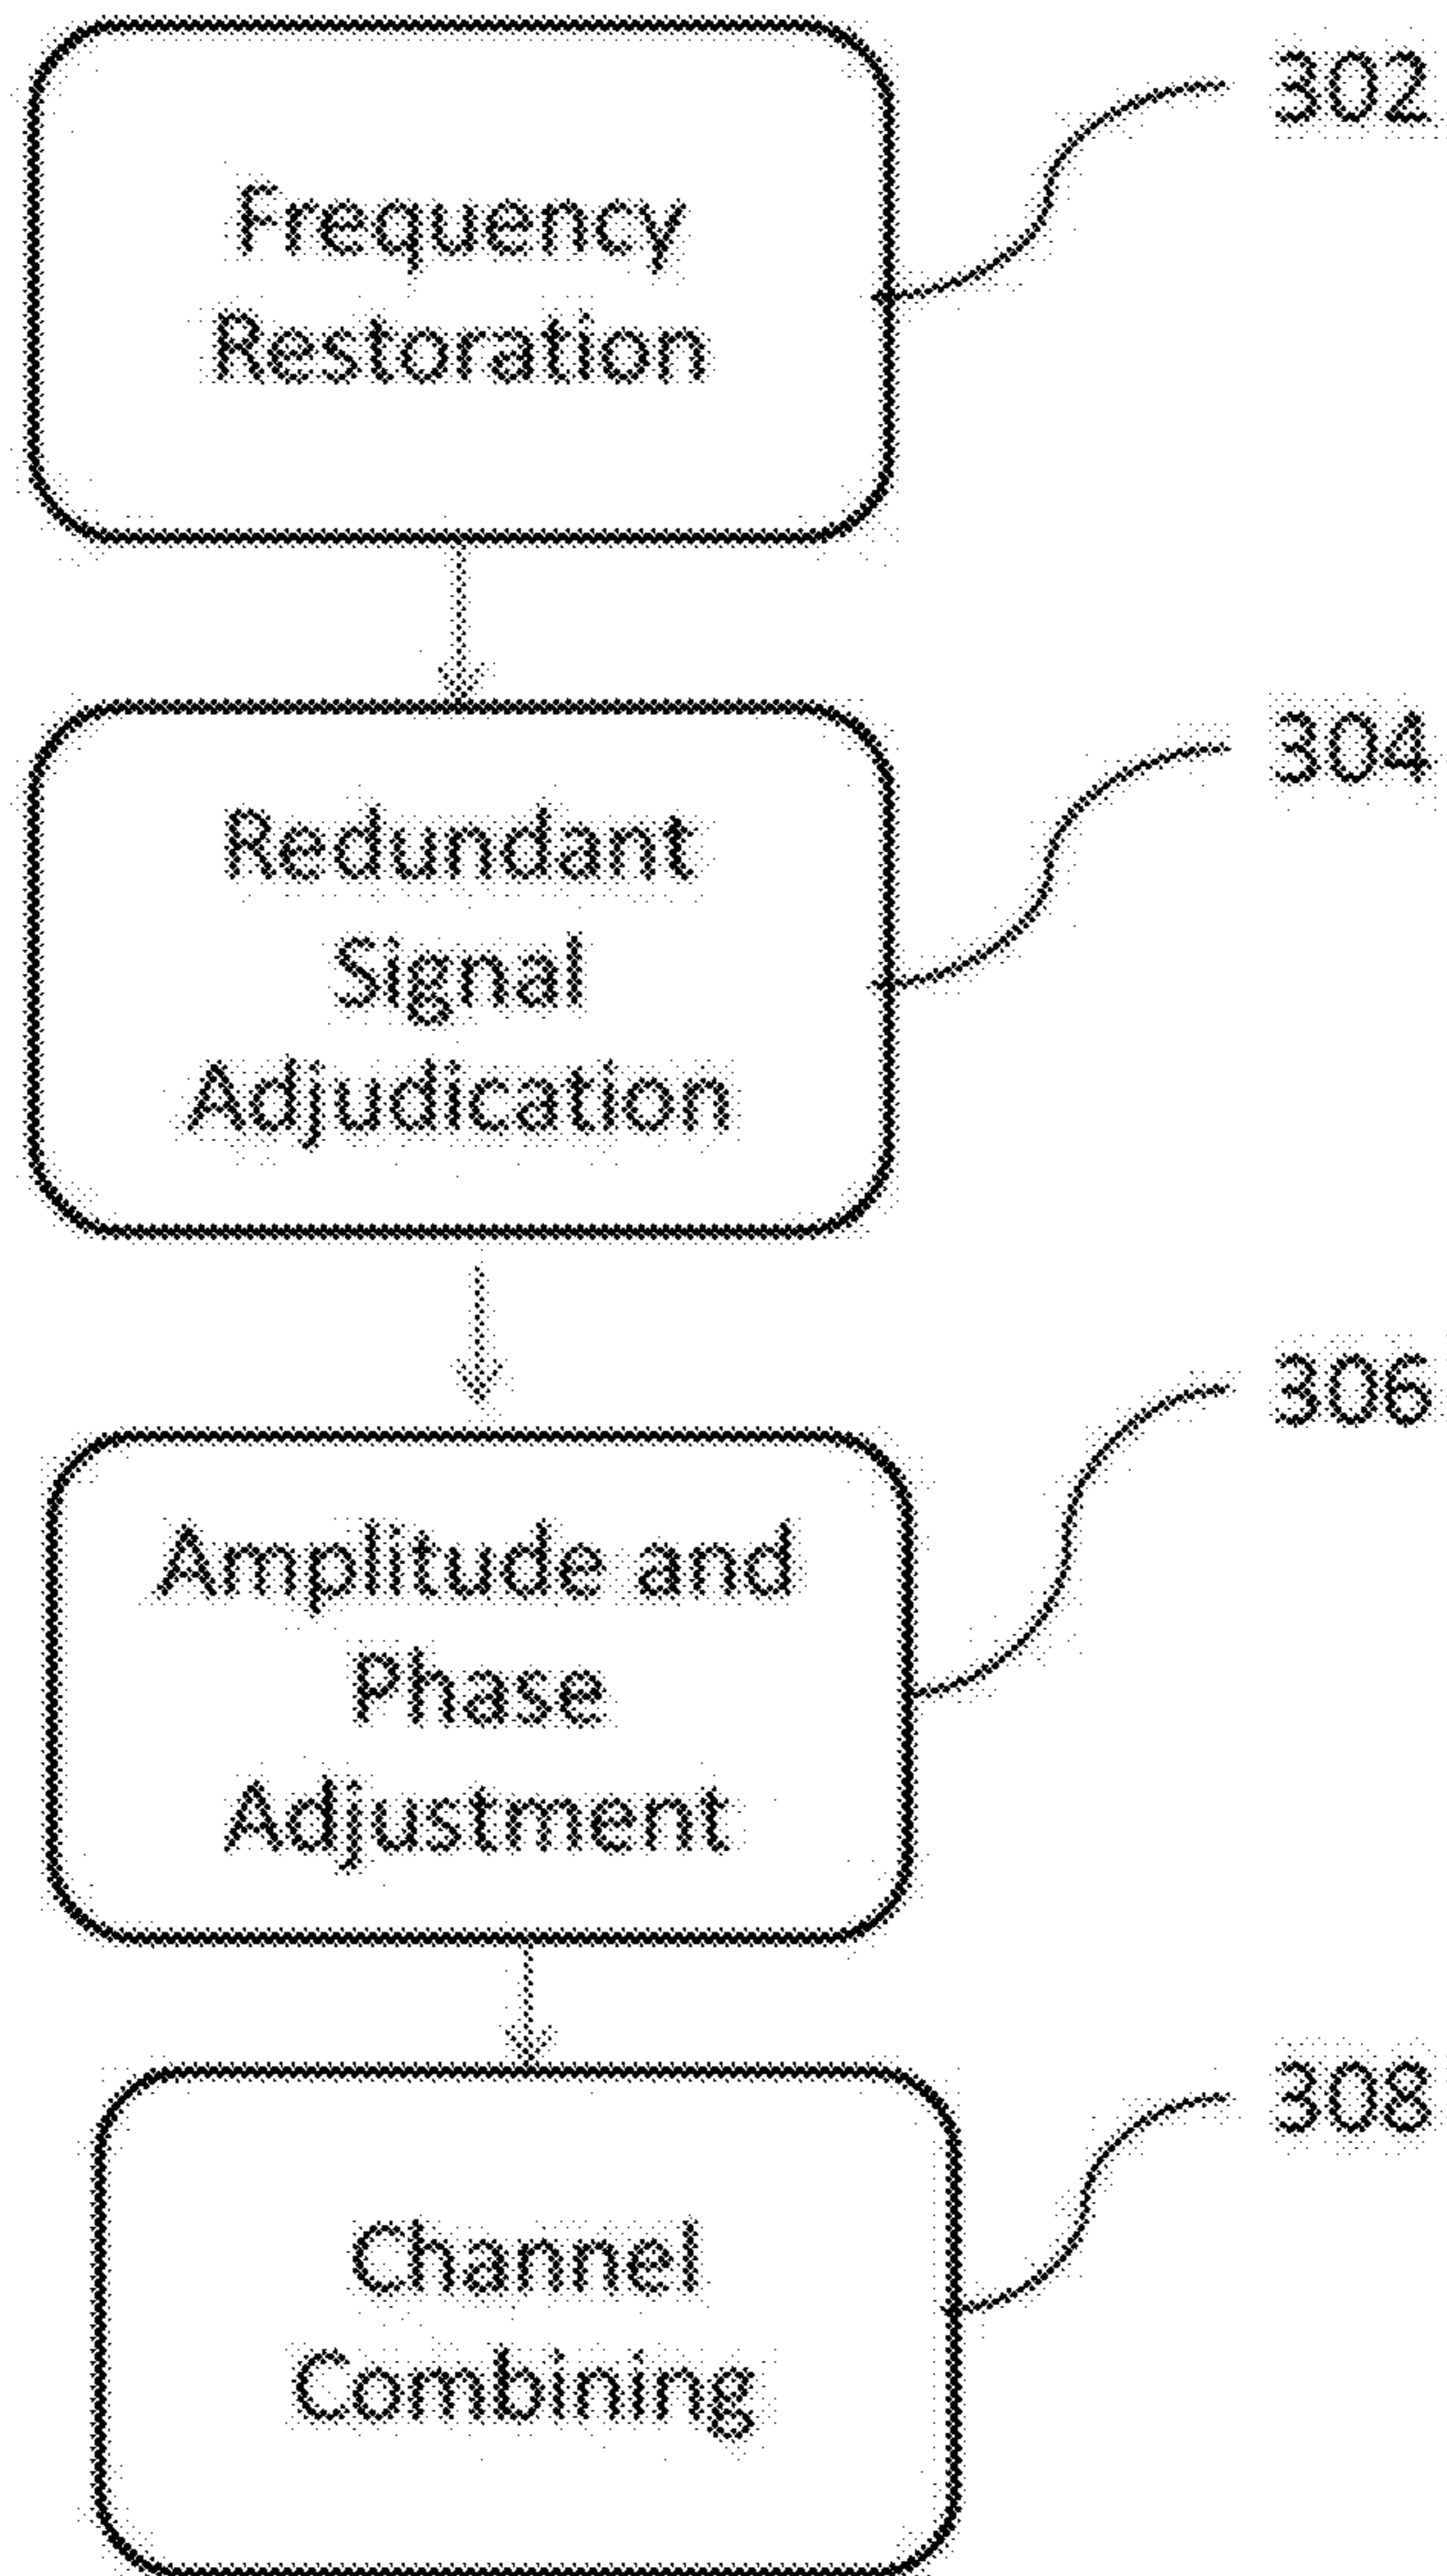 302
Frequency
Restoration
304
Redundant
Signal
Adjudication
306
Amplitude and
Phase
Adjustment
308
Channel
Combining